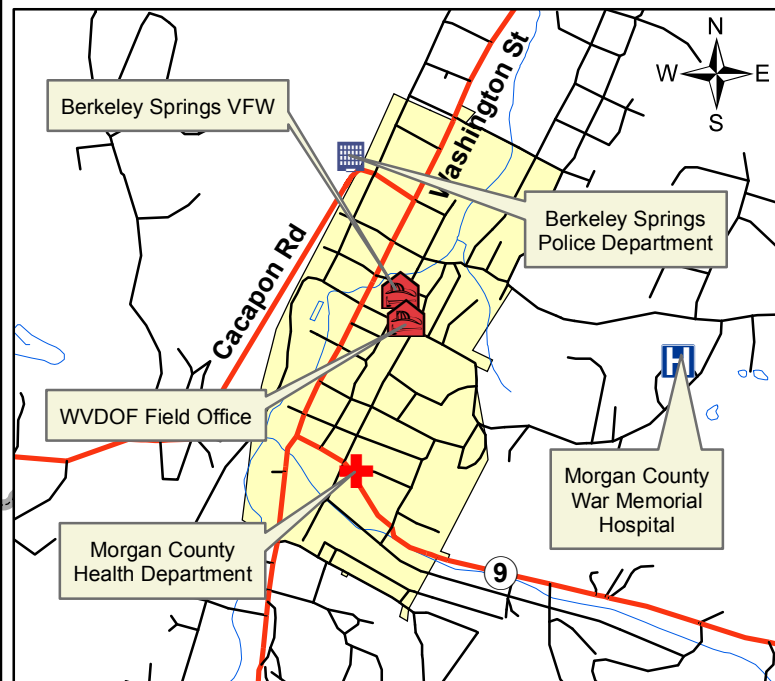 N
W E
S
Washington St
Berkeley Springs VFW
Berkeley Springs
Police Department
Cacapon Rd
H
WVDOF Field Office
Morgan County
War Memorial
Hospital
Morgan County
Health Department
9